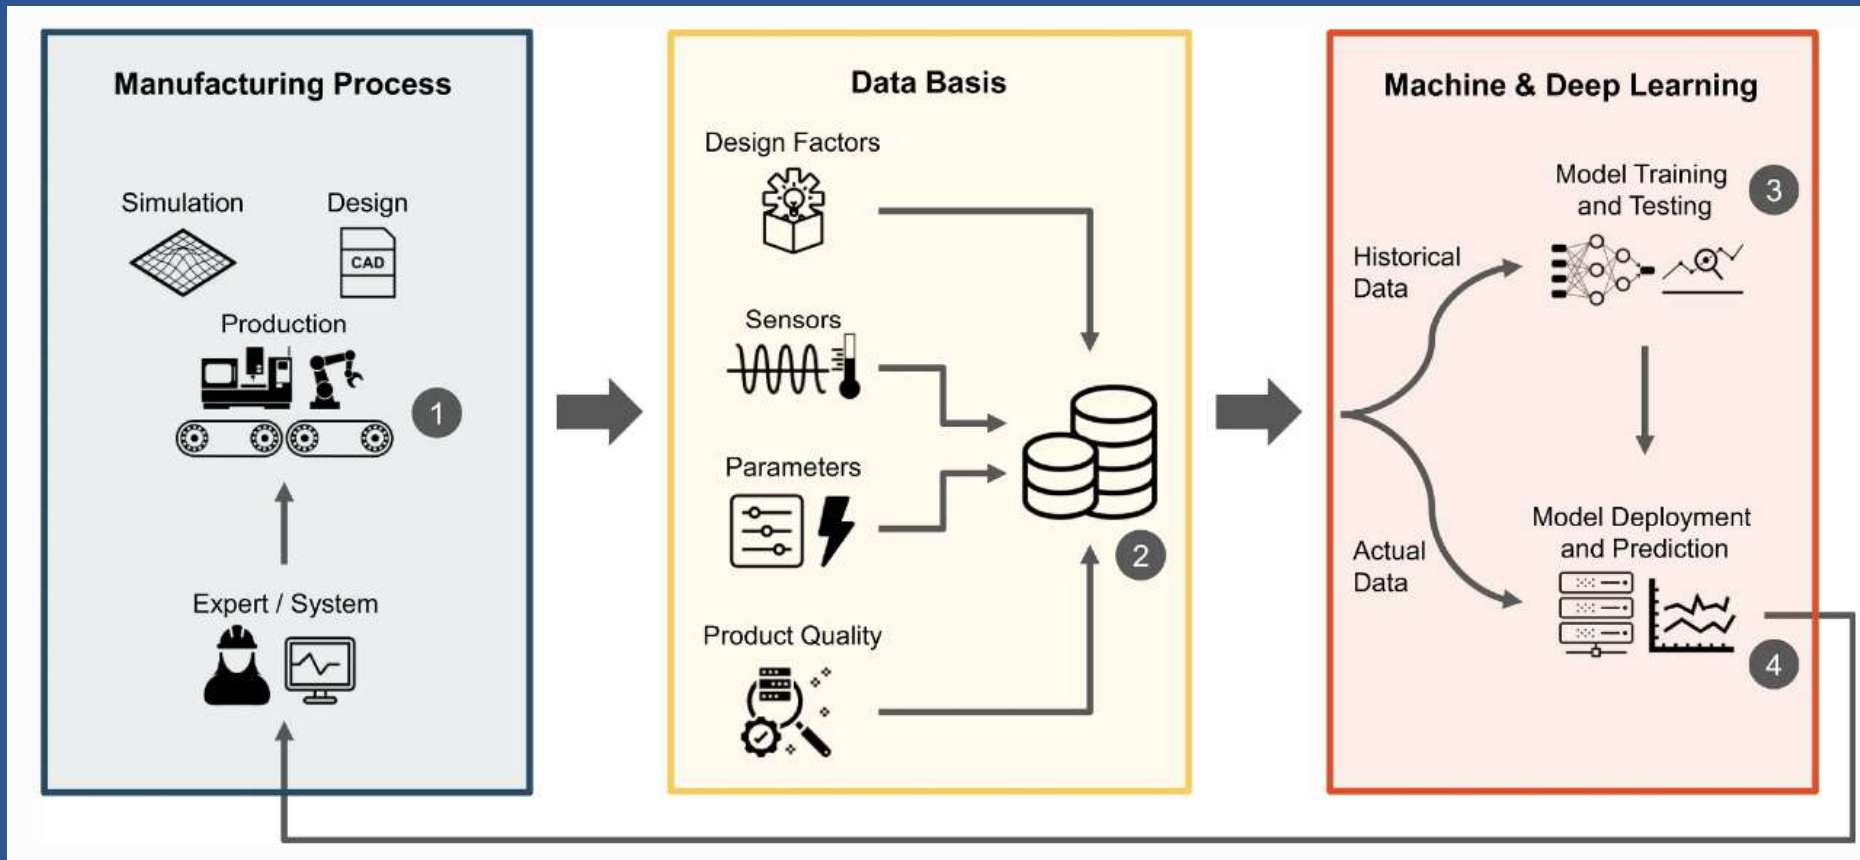 Manufacturing Process
Simulation
Design
CAD
Production
1
Expert / System
Data Basis
Design Factors
Sensors
Parameters
2
Product Quality
Machine & Deep Learning
Model Training
and Testing
3
Historical
Data
Model Deployment
and Prediction
Actual
Data
4